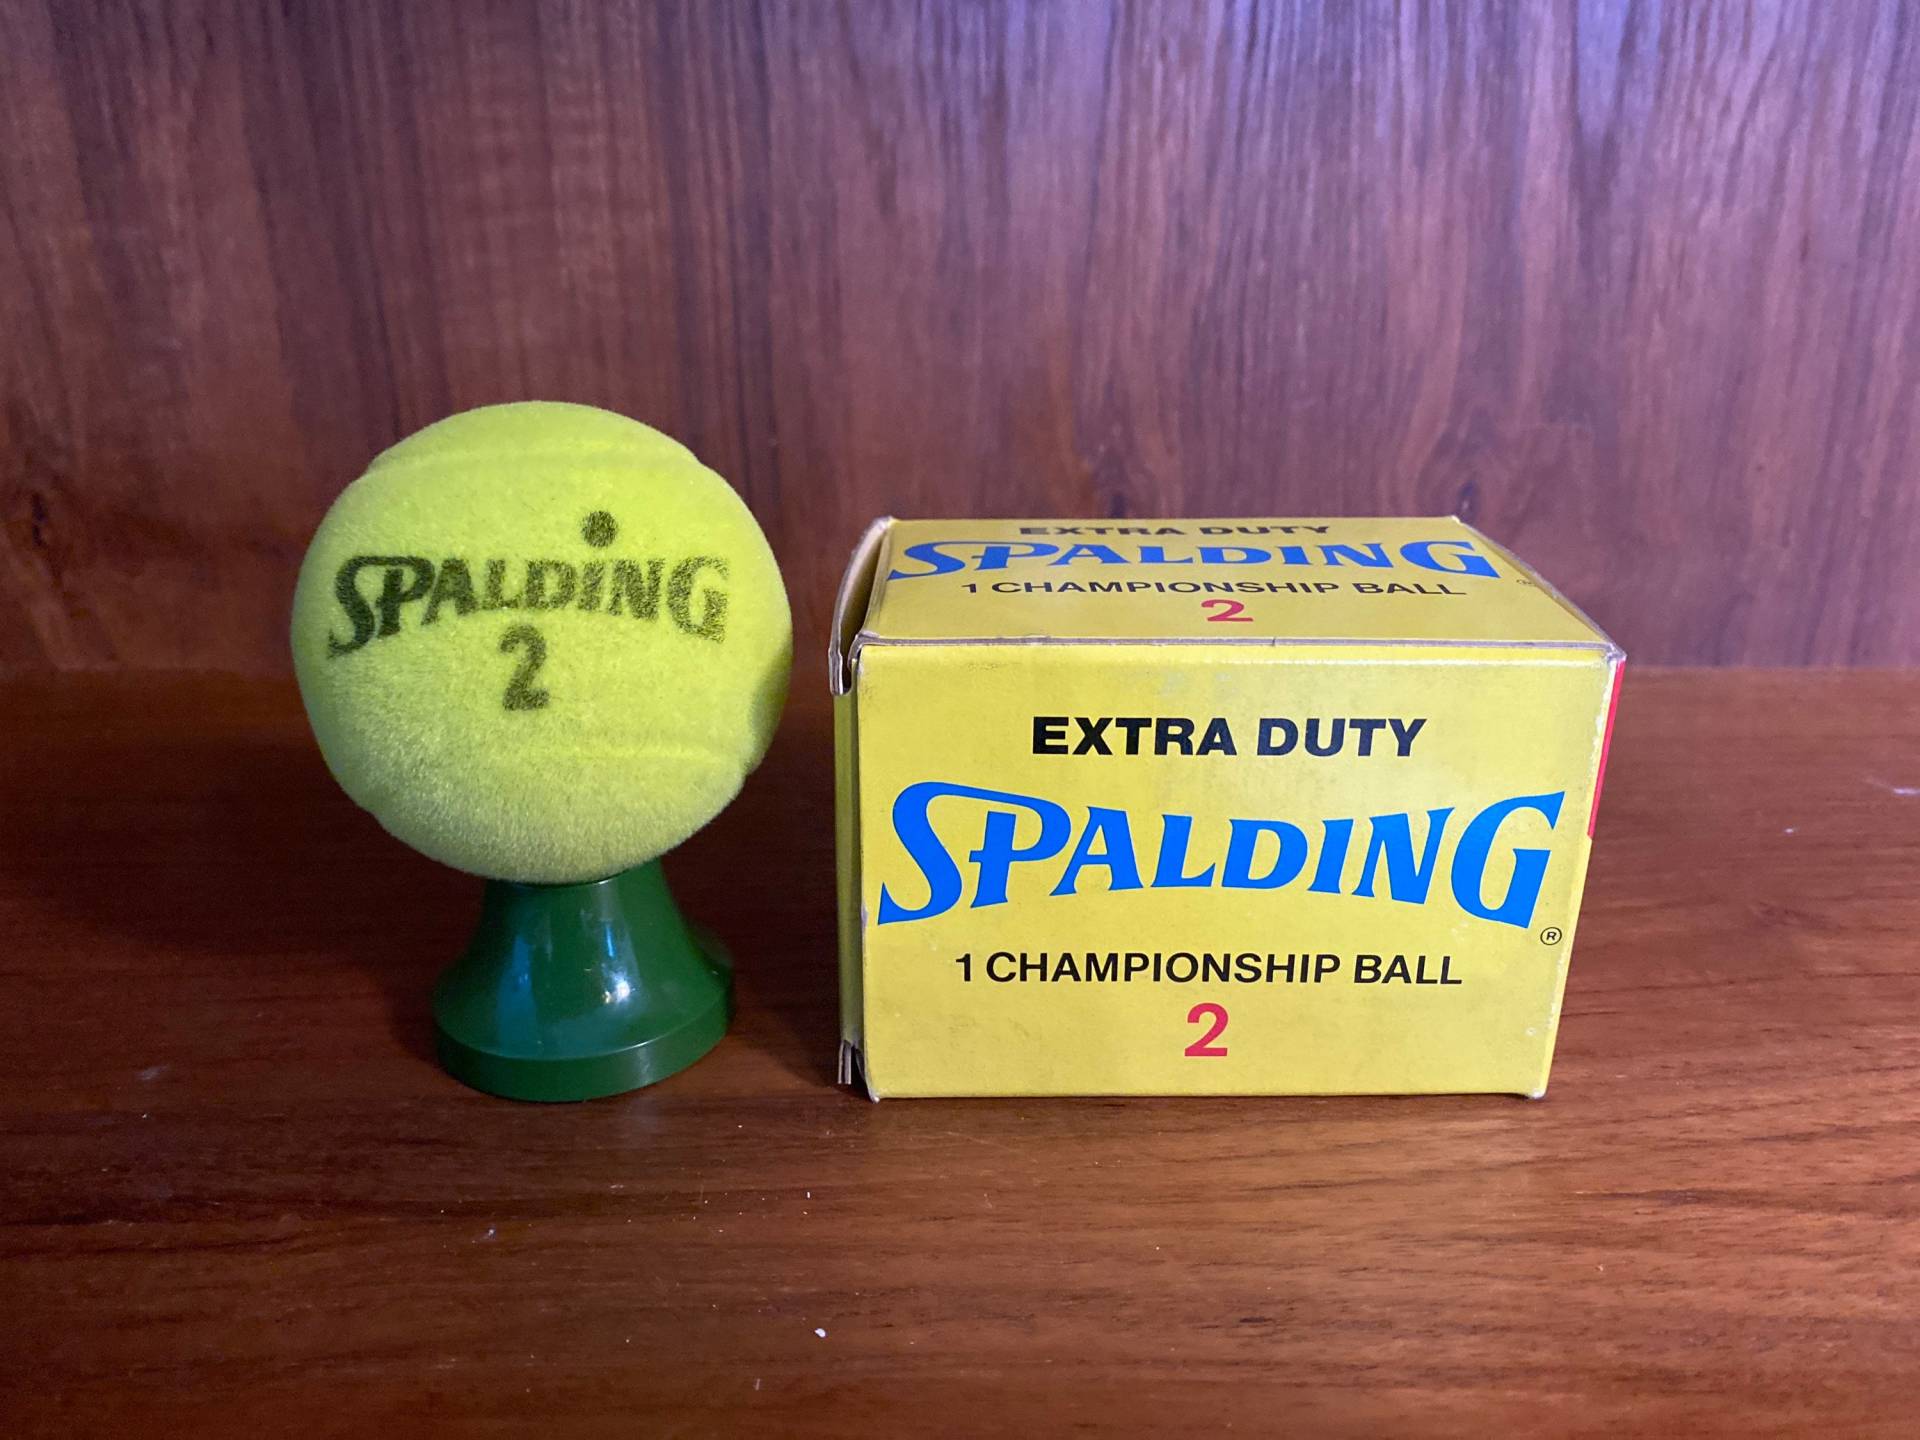 SPALDING
2
EXTRA DUTY
SPALDING
1 CHAMPIONSHIP BALL
2
EXTRA DUTY
SPALDING®
1 CHAMPIONSHIP BALL
2